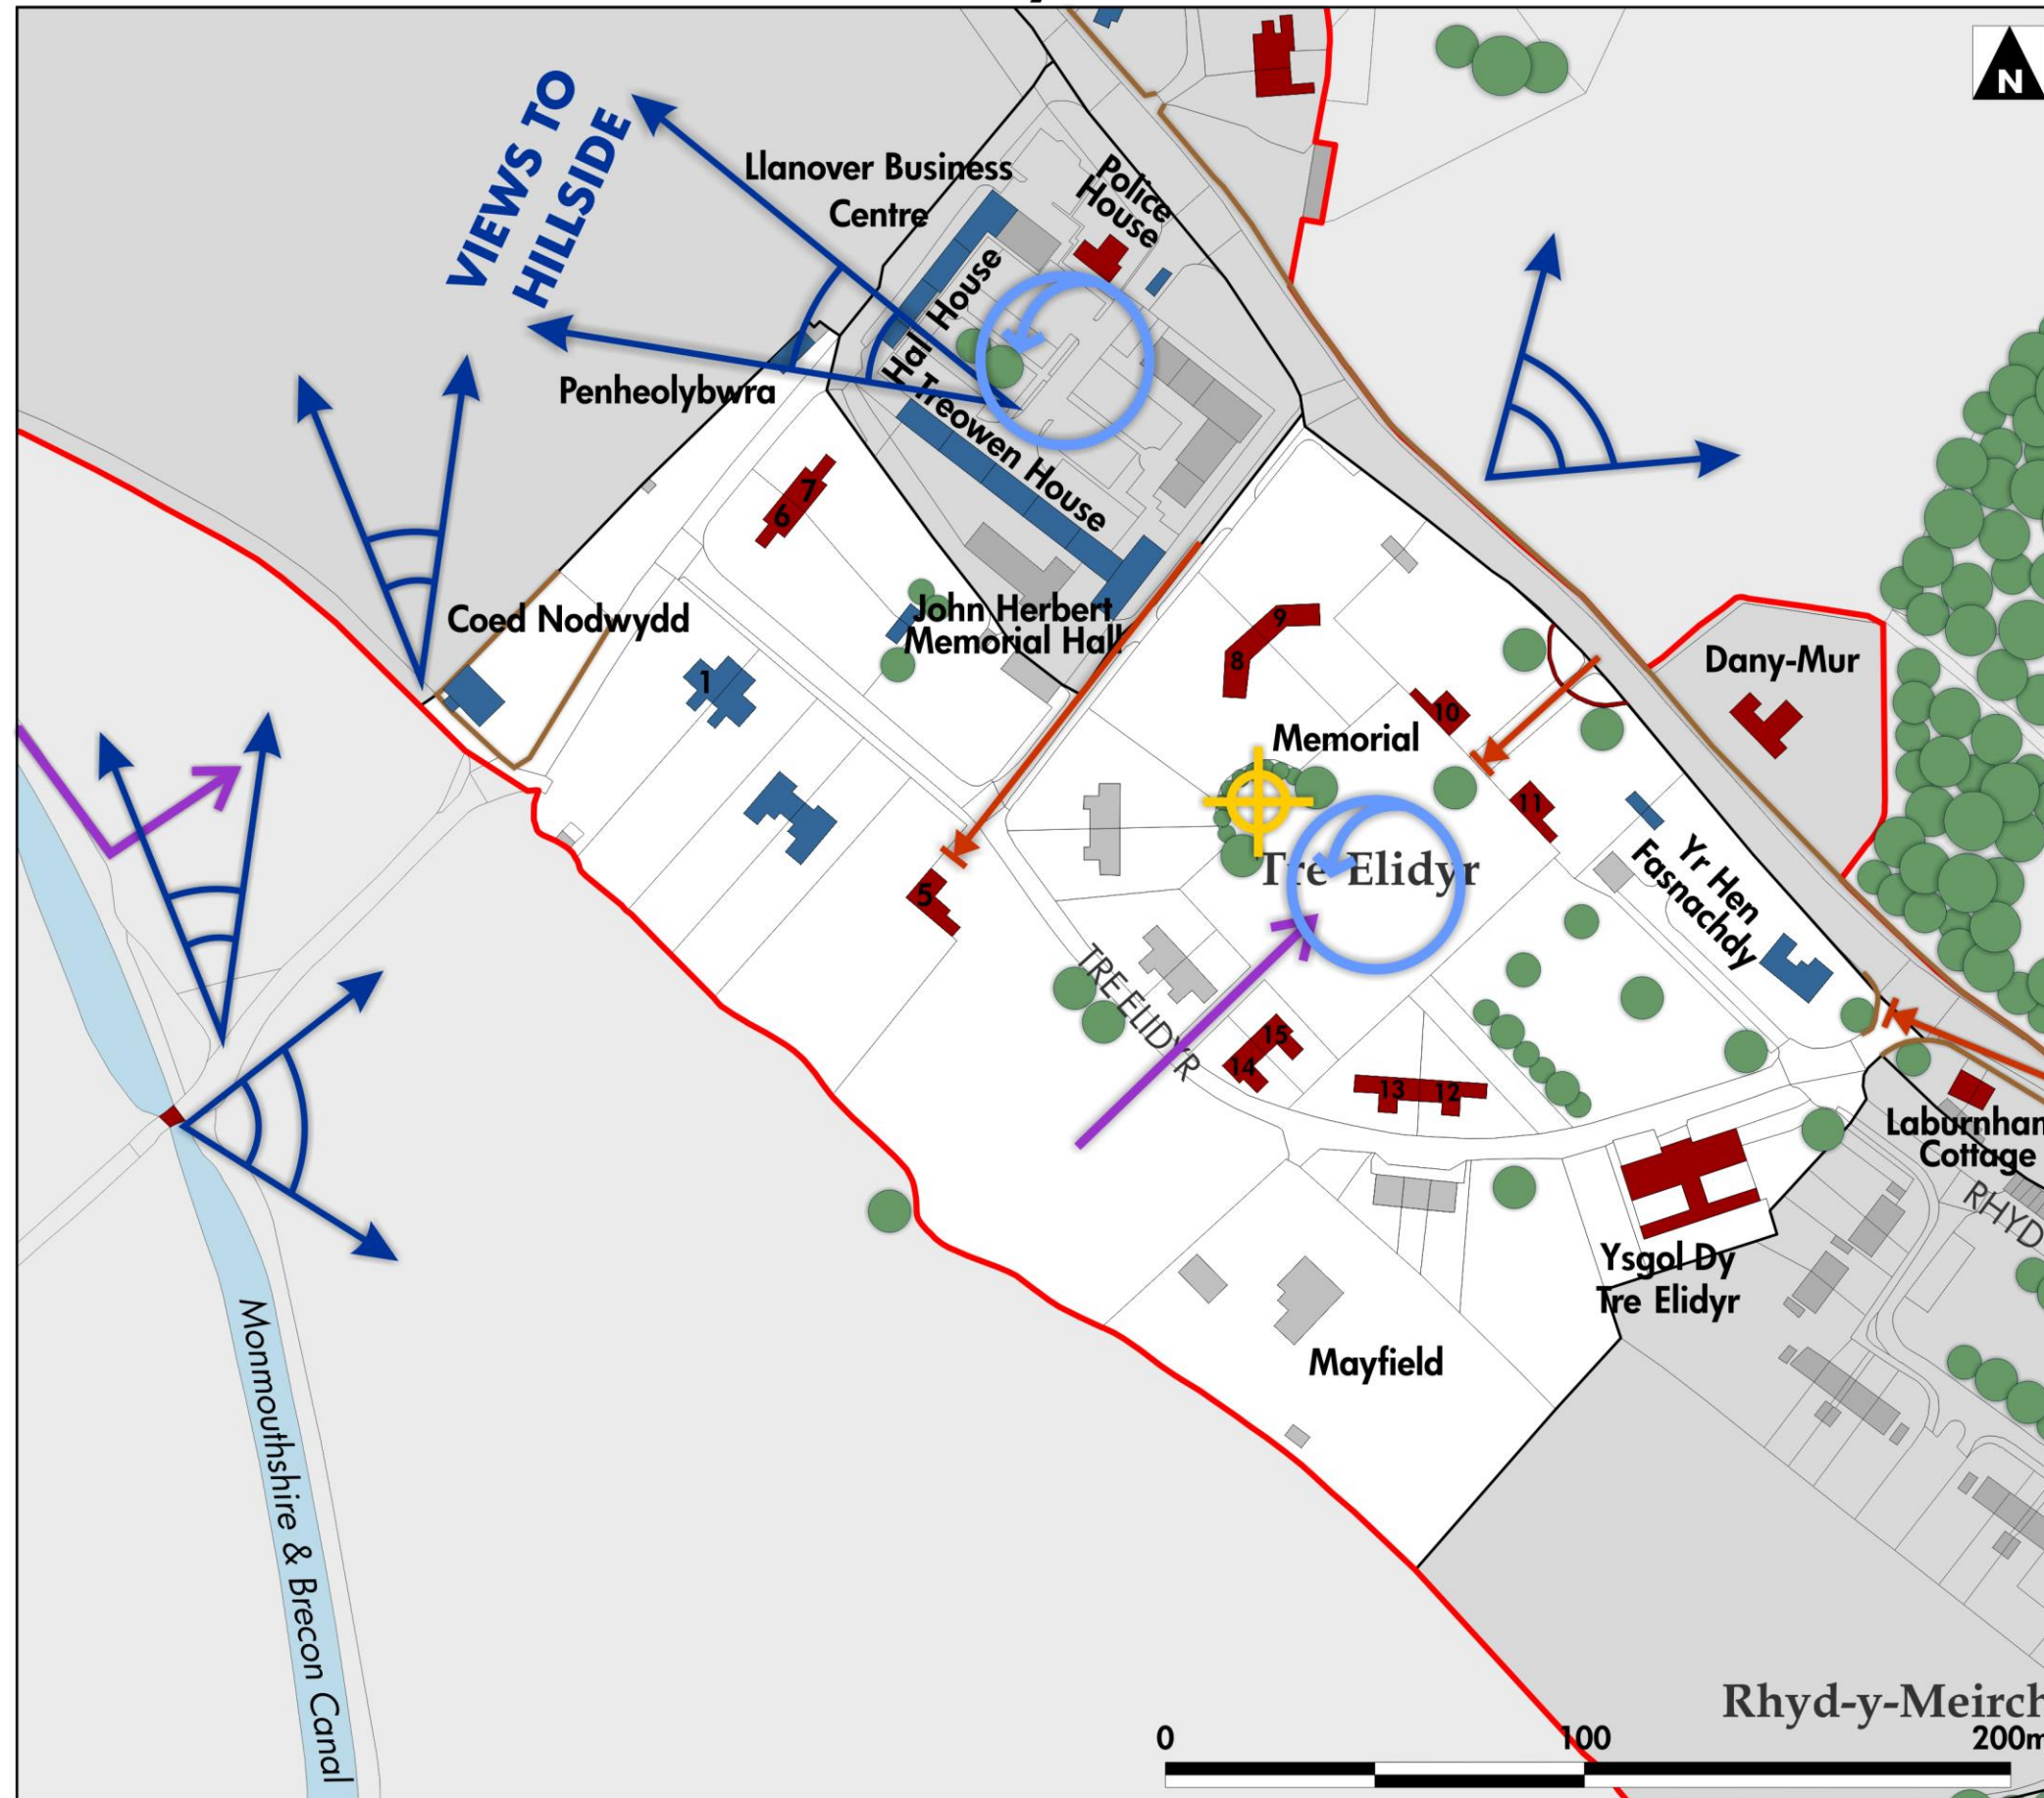 N
VIEWS TO
HILLSIDE
Llanover Business
Centre
Police
House
Hall House
Treowen House
Penheolybwra
7
6
Coed Nodwydd
1
John Herbert
Memorial Hall
9
8
10
Memorial
11
Dany-Mur
Tre Elidyr
5
Yr Hen
Fasnachdy
TRE ELIDYR
15
14
13
12
Cottage
Ysgol Dy
Tre Elidyr
Mayfield
Monmouthshire & Brecon Canal
Rhyd-y-Meirch
0
100
200m